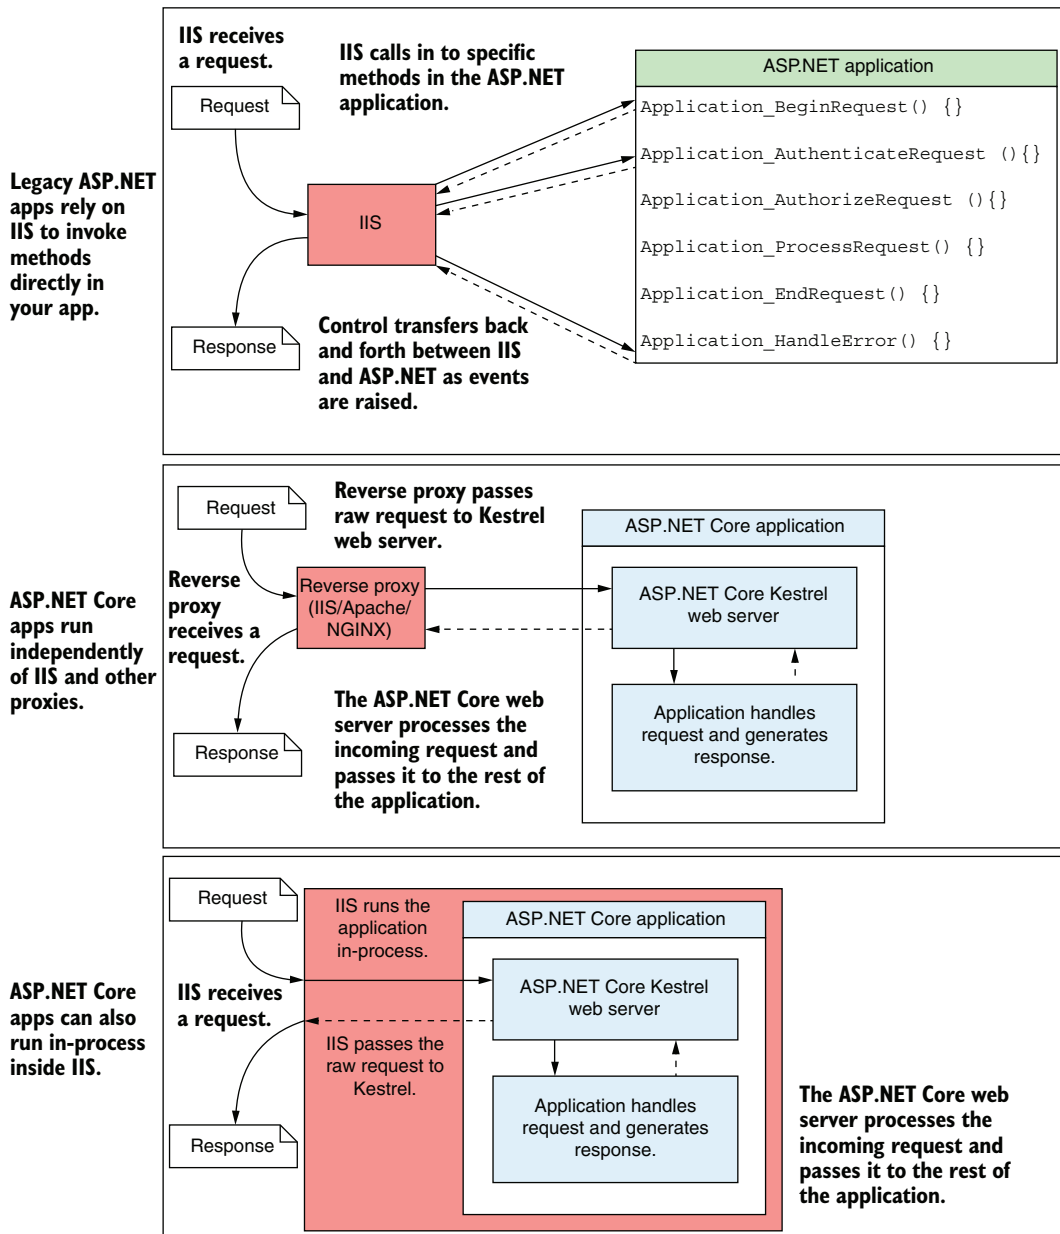 Legacy ASP.NET
apps rely on
IIS to invoke
methods
directly in
your app.
IIS receives
a request.
Request
IIS calls in to specific
methods in the ASP.NET
application.
IIS
Response
Control transfers back
and forth between IIS
and ASP.NET as events
are raised.
ASP.NET application
Application_BeginRequest() {}
Application_AuthenticateRequest (){}
Application_AuthorizeRequest (){}
Application_ProcessRequest() {}
Application_EndRequest() {}
Application_HandleError() {}
ASP.NET Core
apps run
independently
of IIS and other
proxies.
Request
Reverse
proxy
receives a
request.
Reverse proxy passes
raw request to Kestrel
web server.
Reverse proxy
(IIS/Apache/
NGINX)
Response
The ASP.NET Core web
server processes the
incoming request and
passes it to the rest of
the application.
ASP.NET Core application
ASP.NET Core Kestrel
web server
Application handles
request and generates
response.
ASP.NET Core
apps can also
run in-process
inside IIS.
Request
IIS receives
a request.
Response
IIS runs the
application
in-process.
IIS passes the
raw request to
Kestrel.
ASP.NET Core application
ASP.NET Core Kestrel
web server
Application handles
request and generates
response.
The ASP.NET Core web
server processes the
incoming request and
passes it to the rest of
the application.